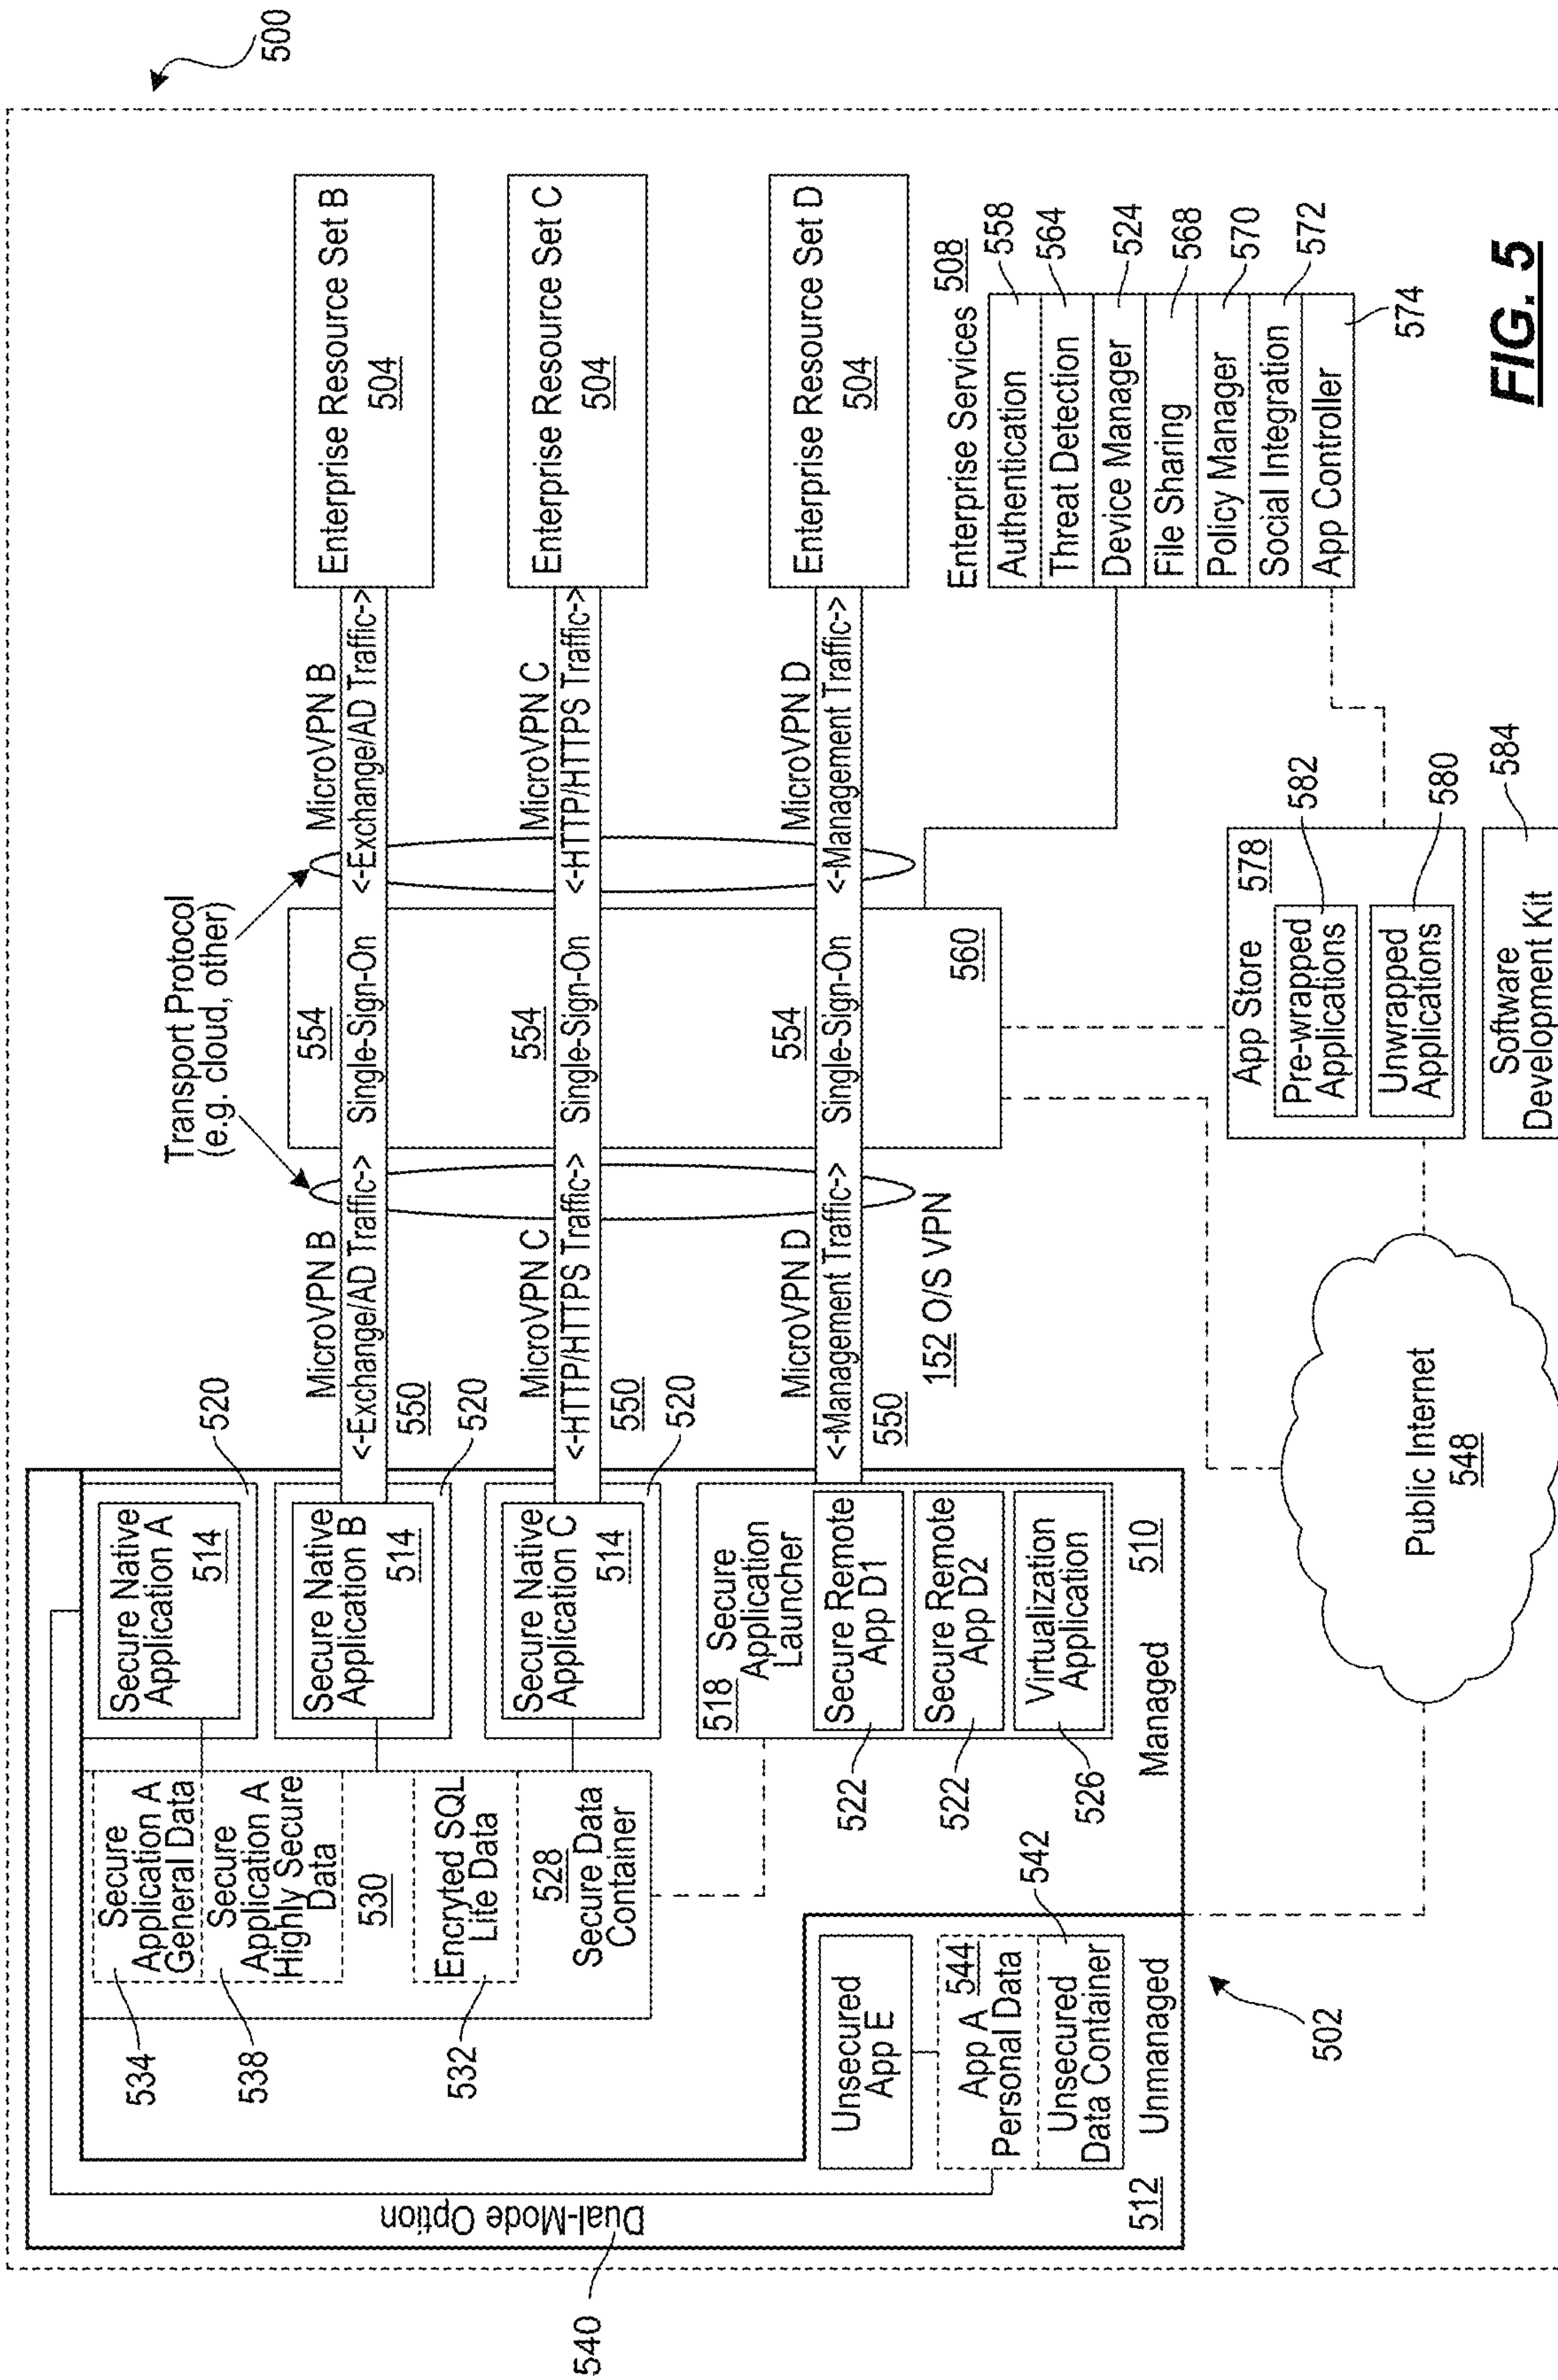 500
Transport Protocol
(e.g. cloud, other)
Dual-Mode Option
540
534
538
532
Secure
Application A
General Data
Secure
Application A
Highly Secure
Data
530
Encryted SQL
Lite Data
528
Secure Data
Container
Secure Native
Application A
514
520
Secure Native
Application B
514
520
Secure Native
Application C
514
520
518 Secure
Application
Launcher
Secure Remote
App D1
Secure Remote
App D2
Virtualization
Application
522
522
526
Managed 510
Unsecured
App E
App A 544
Personal Data
Unsecured
Data Container
542
512 Unmanaged
502
MicroVPN B
<-Exchange/AD Traffic->
550
MicroVPN C
<-HTTP/HTTPS Traffic->
550
MicroVPN D
<-Management Traffic->
550
152 O/S VPN
554
Single-Sign-On
554
Single-Sign-On
554
Single-Sign-On
560
MicroVPN B
<-Exchange/AD Traffic->
MicroVPN C
<-HTTP/HTTPS Traffic->
MicroVPN D
<-Management Traffic->
Enterprise Resource Set B
504
Enterprise Resource Set C
504
Enterprise Resource Set D
504
Enterprise Services 508
Authentication
558
Threat Detection
564
Device Manager
524
File Sharing
568
Policy Manager
570
Social Integration
572
App Controller
574
Public Internet
548
App Store 578
Pre-wrapped
Applications
582
Unwrapped
Applications
580
Software
Development Kit
584
FIG. 5